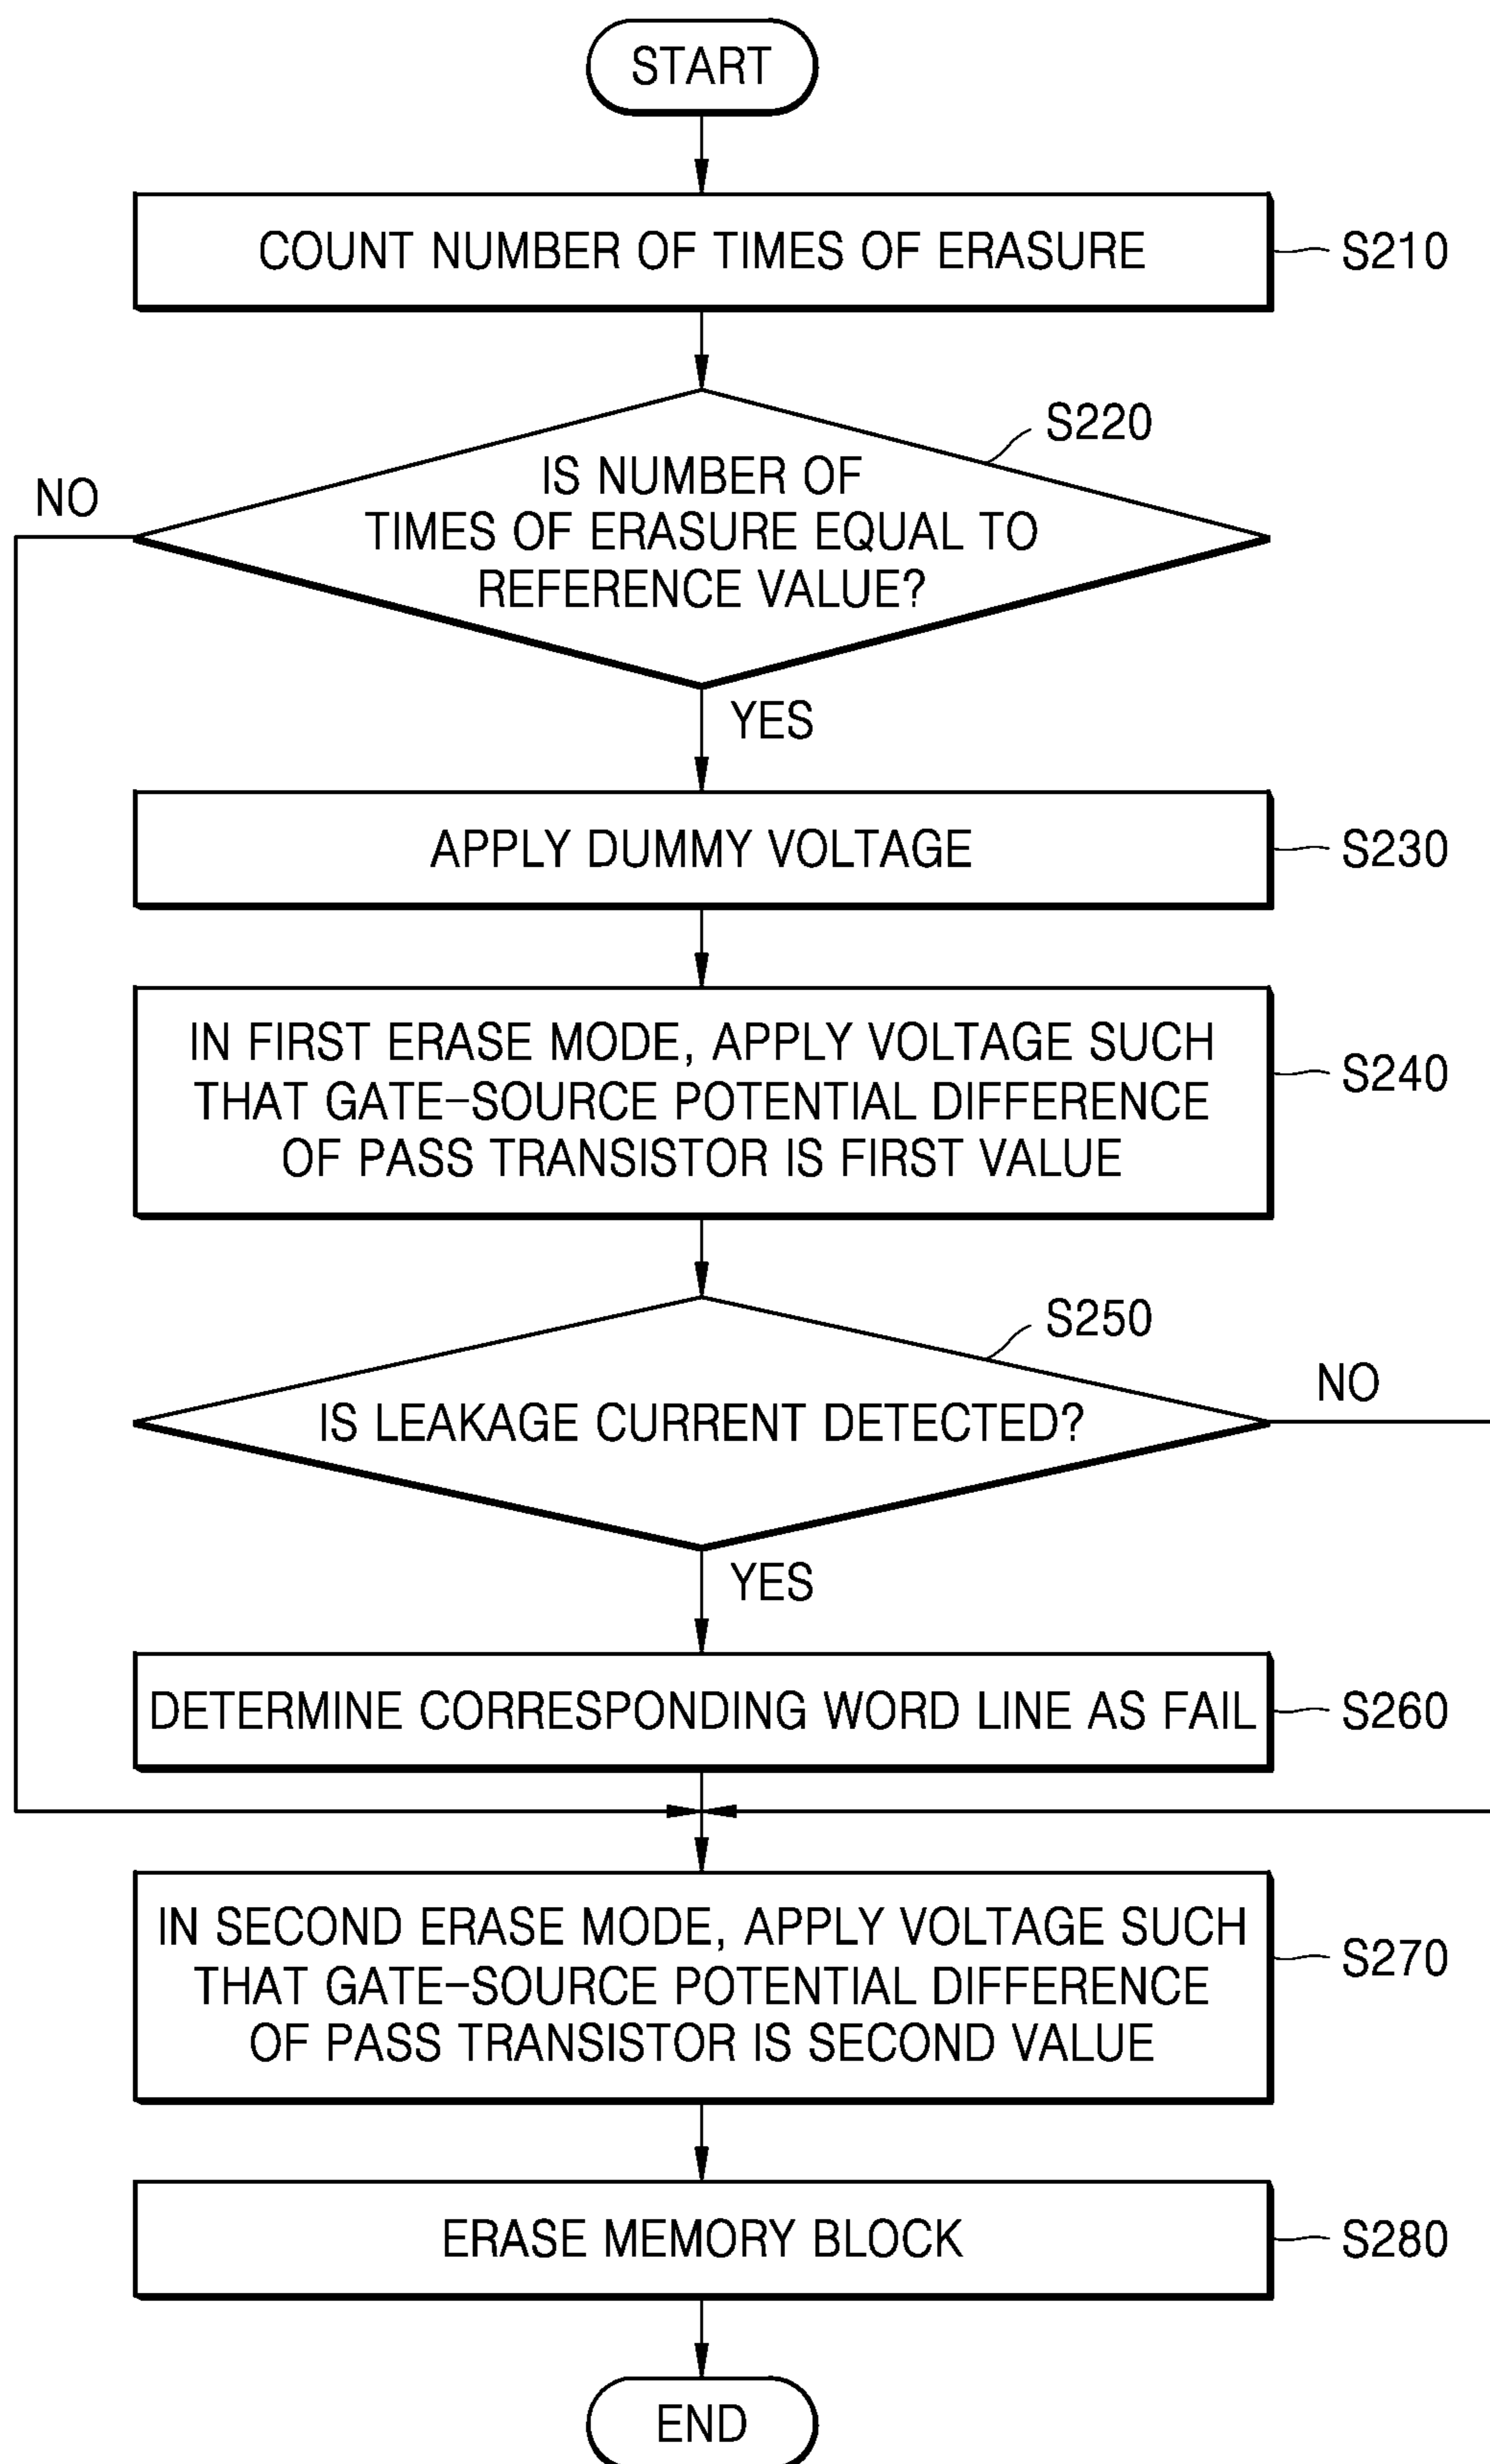 START
COUNT NUMBER OF TIMES OF ERASURE
S210
S220
IS NUMBER OF
TIMES OF ERASURE EQUAL TO
REFERENCE VALUE?
NO
YES
APPLY DUMMY VOLTAGE
S230
IN FIRST ERASE MODE, APPLY VOLTAGE SUCH
THAT GATE-SOURCE POTENTIAL DIFFERENCE
OF PASS TRANSISTOR IS FIRST VALUE
S240
S250
IS LEAKAGE CURRENT DETECTED?
NO
YES
DETERMINE CORRESPONDING WORD LINE AS FAIL
S260
IN SECOND ERASE MODE, APPLY VOLTAGE SUCH
THAT GATE-SOURCE POTENTIAL DIFFERENCE
OF PASS TRANSISTOR IS SECOND VALUE
S270
ERASE MEMORY BLOCK
S280
END